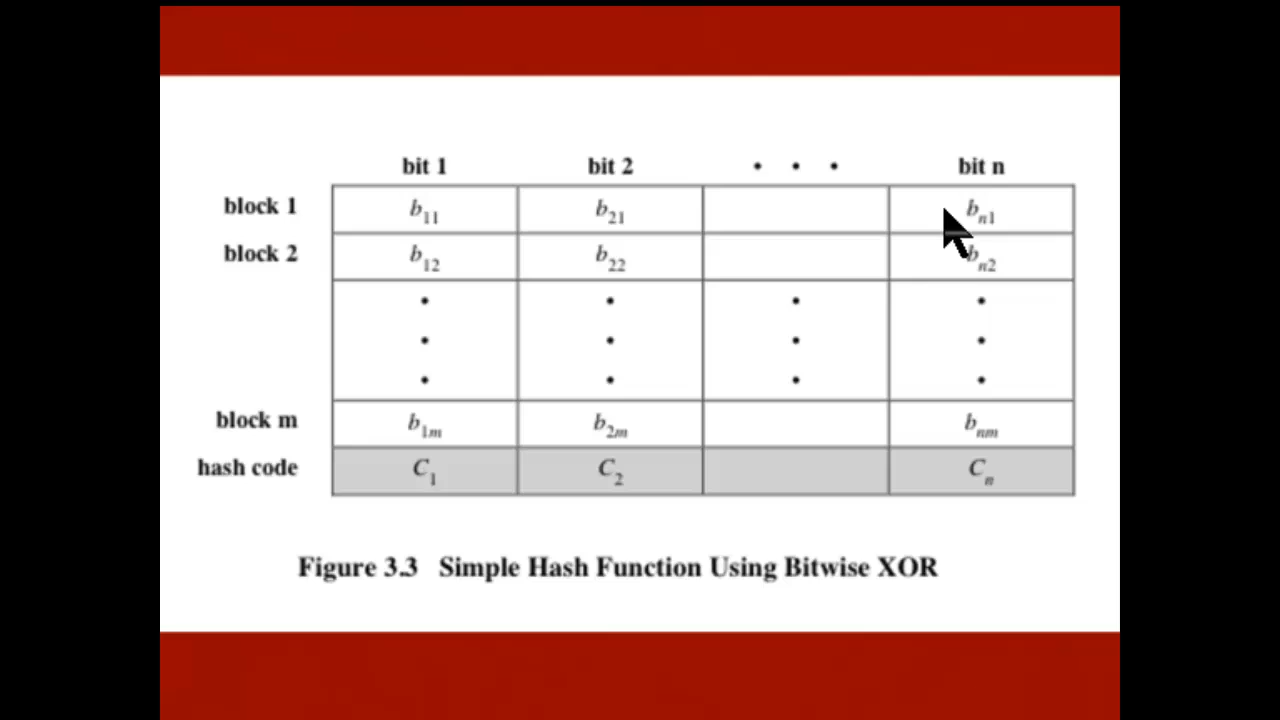 bit 1 bit 2 • • • bit n
block 1 b11 b21 bn1
block 2 b12 b22 bn2
• • • •
• • • •
• • • •
block m b1m b2m bnm
hash code C1 C2 Cn
Figure 3.3 Simple Hash Function Using Bitwise XOR